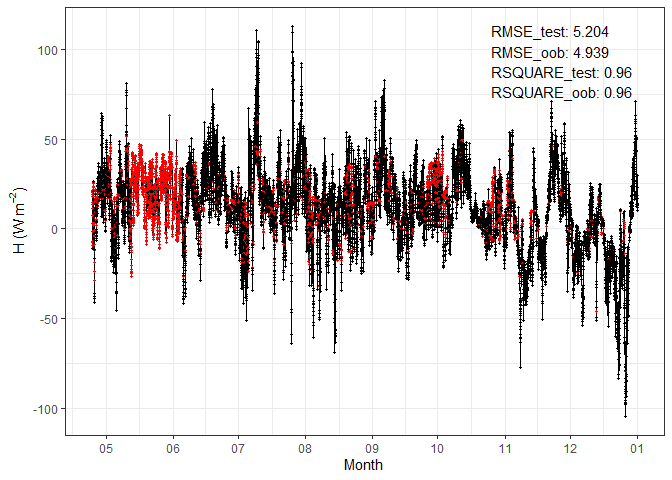 RMSE_test: 5.204
RMSE_oob: 4.939
RSQUARE_test: 0.96
RSQUARE_oob: 0.96
100
50
0
-50
-100
H (W m⁻²)
05 06 07 08 09 10 11 12 01
Month